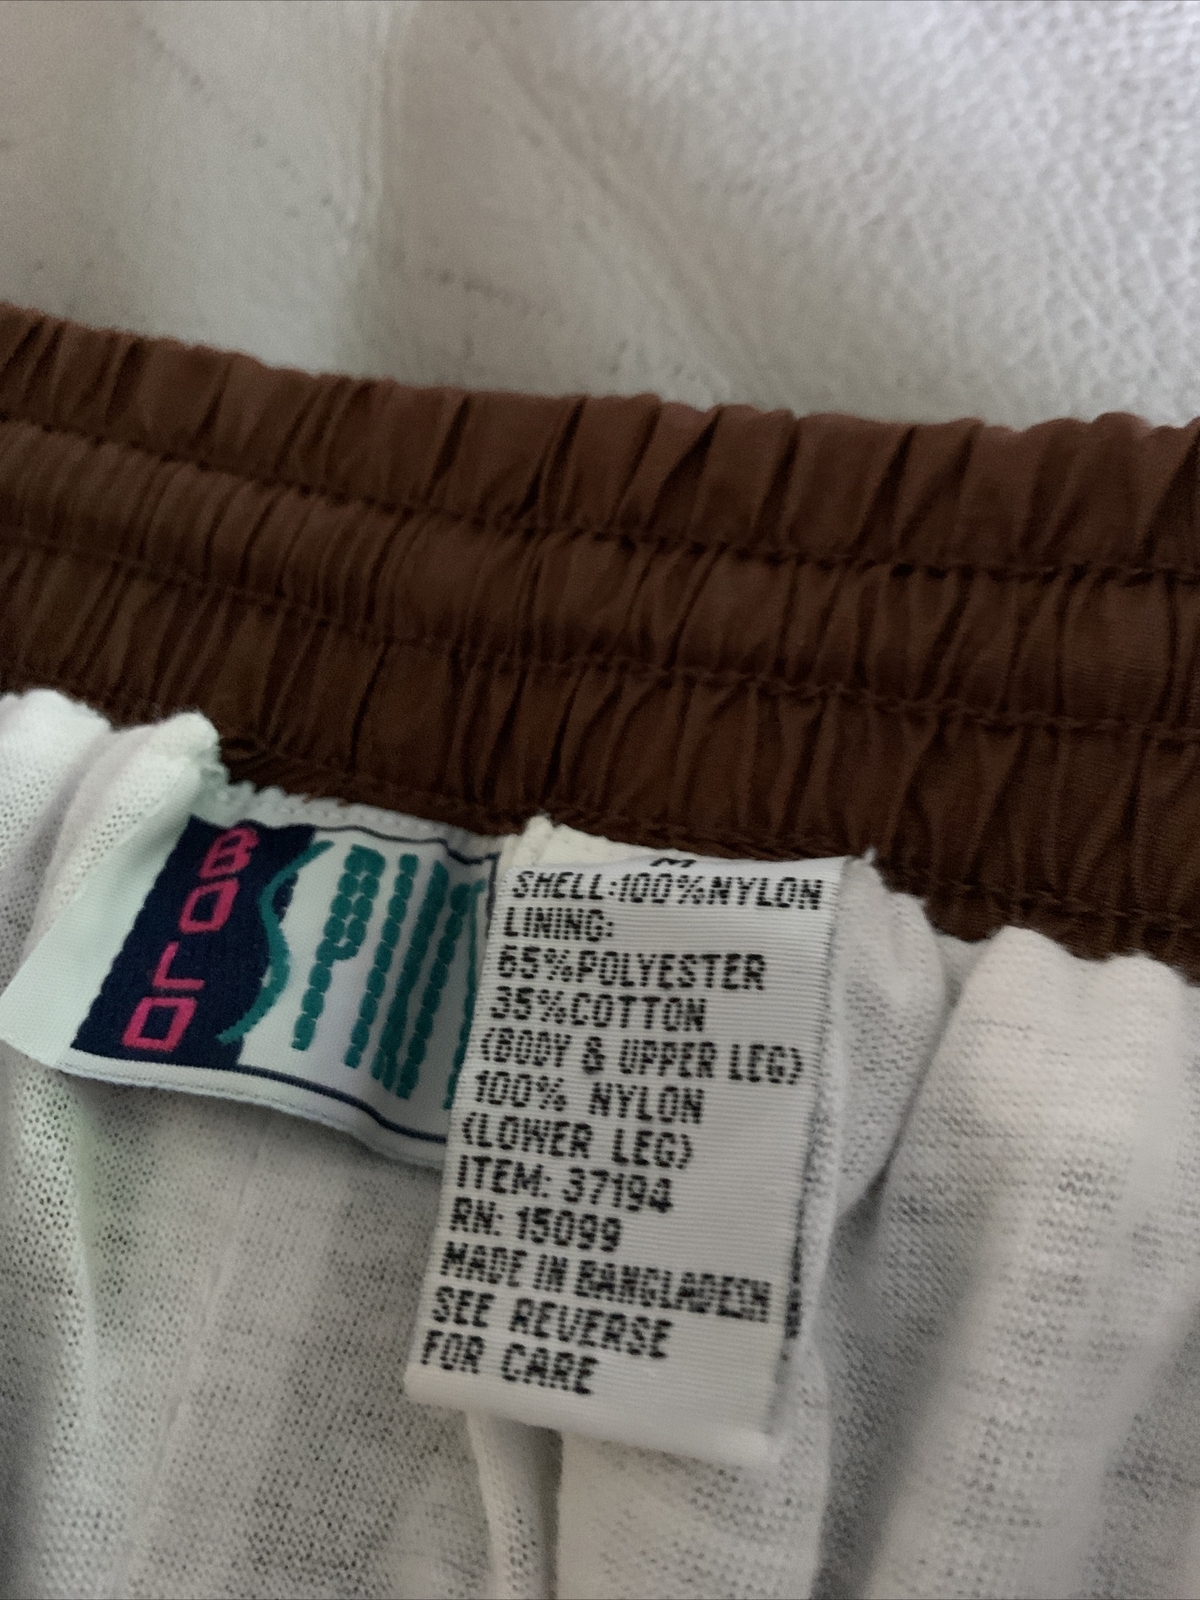 BOLO
M
SHELL:100%NYLON
LINING:
65%POLYESTER
35%COTTON
(BODY & UPPER LEG)
100% NYLON
(LOWER LEG)
ITEM: 37194
RN: 15099
MADE IN BANGLADESH
SEE REVERSE
FOR CARE